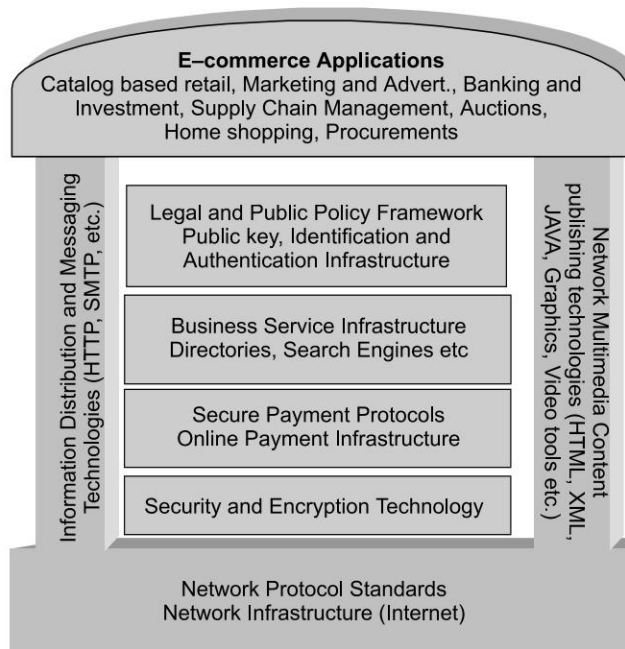 E–commerce Applications
Catalog based retail, Marketing and Advert., Banking and
Investment, Supply Chain Management, Auctions,
Home shopping, Procurements
Information Distribution and Messaging
Technologies (HTTP, SMTP, etc.)
Legal and Public Policy Framework
Public key, Identification and
Authentication Infrastructure
Business Service Infrastructure
Directories, Search Engines etc
Secure Payment Protocols
Online Payment Infrastructure
Security and Encryption Technology
Network Multimedia Content
publishing technologies (HTML, XML,
JAVA, Graphics, Video tools etc.)
Network Protocol Standards
Network Infrastructure (Internet)